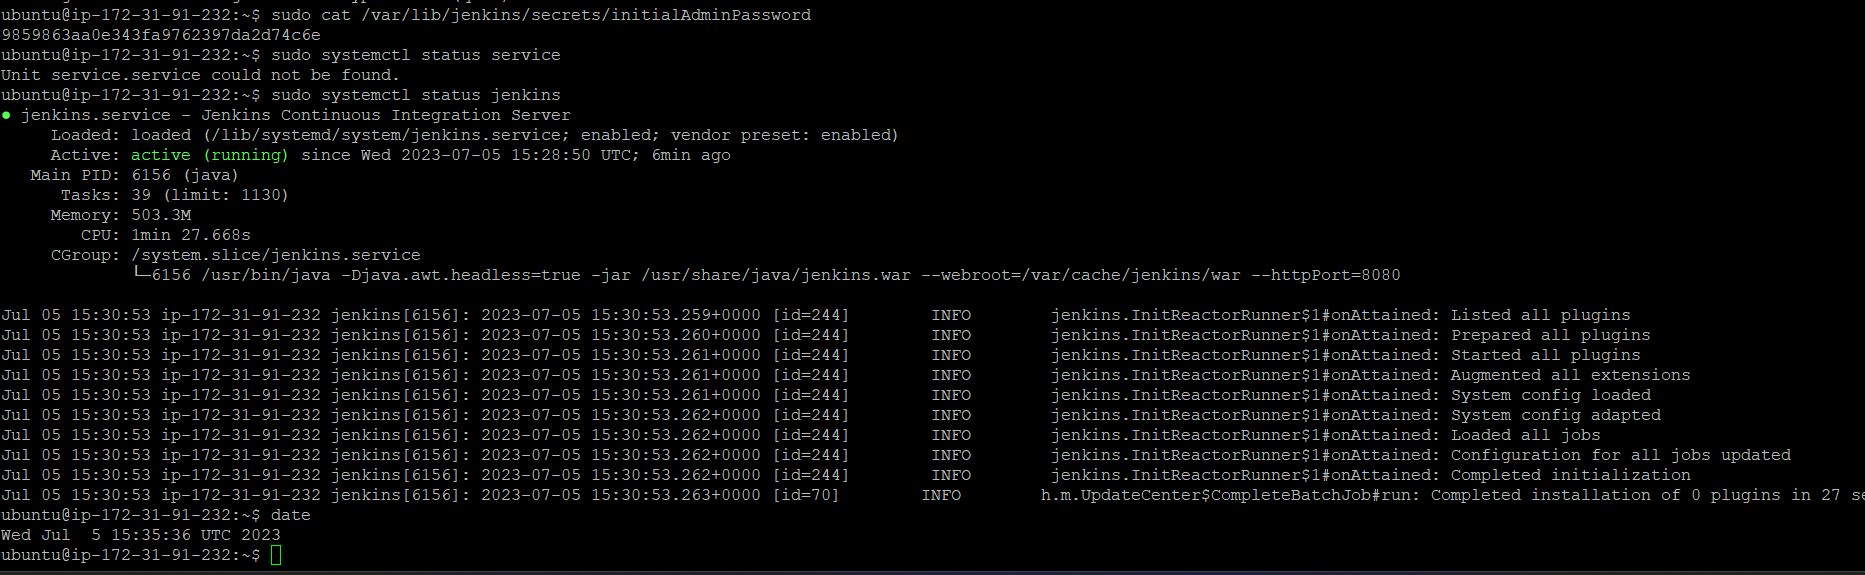 ubuntu@ip-172-31-91-232:~$ sudo cat /var/lib/jenkins/secrets/initialAdminPassword
9859863aa0e343fa9762397da2d74c6e
ubuntu@ip-172-31-91-232:~$ sudo systemctl status service
Unit service.service could not be found.
ubuntu@ip-172-31-91-232:~$ sudo systemctl status jenkins
● jenkins.service - Jenkins Continuous Integration Server
     Loaded: loaded (/lib/systemd/system/jenkins.service; enabled; vendor preset: enabled)
     Active: active (running) since Wed 2023-07-05 15:28:50 UTC; 6min ago
   Main PID: 6156 (java)
      Tasks: 39 (limit: 1130)
     Memory: 503.3M
        CPU: 1min 27.668s
     CGroup: /system.slice/jenkins.service
             └─6156 /usr/bin/java -Djava.awt.headless=true -jar /usr/share/java/jenkins.war --webroot=/var/cache/jenkins/war --httpPort=8080
Jul 05 15:30:53 ip-172-31-91-232 jenkins[6156]: 2023-07-05 15:30:53.259+0000 [id=244]        INFO        jenkins.InitReactorRunner$1#onAttained: Listed all plugins
Jul 05 15:30:53 ip-172-31-91-232 jenkins[6156]: 2023-07-05 15:30:53.260+0000 [id=244]        INFO        jenkins.InitReactorRunner$1#onAttained: Prepared all plugins
Jul 05 15:30:53 ip-172-31-91-232 jenkins[6156]: 2023-07-05 15:30:53.261+0000 [id=244]        INFO        jenkins.InitReactorRunner$1#onAttained: Started all plugins
Jul 05 15:30:53 ip-172-31-91-232 jenkins[6156]: 2023-07-05 15:30:53.261+0000 [id=244]        INFO        jenkins.InitReactorRunner$1#onAttained: Augmented all extensions
Jul 05 15:30:53 ip-172-31-91-232 jenkins[6156]: 2023-07-05 15:30:53.261+0000 [id=244]        INFO        jenkins.InitReactorRunner$1#onAttained: System config loaded
Jul 05 15:30:53 ip-172-31-91-232 jenkins[6156]: 2023-07-05 15:30:53.262+0000 [id=244]        INFO        jenkins.InitReactorRunner$1#onAttained: System config adapted
Jul 05 15:30:53 ip-172-31-91-232 jenkins[6156]: 2023-07-05 15:30:53.262+0000 [id=244]        INFO        jenkins.InitReactorRunner$1#onAttained: Loaded all jobs
Jul 05 15:30:53 ip-172-31-91-232 jenkins[6156]: 2023-07-05 15:30:53.262+0000 [id=244]        INFO        jenkins.InitReactorRunner$1#onAttained: Configuration for all jobs updated
Jul 05 15:30:53 ip-172-31-91-232 jenkins[6156]: 2023-07-05 15:30:53.262+0000 [id=244]        INFO        jenkins.InitReactorRunner$1#onAttained: Completed initialization
Jul 05 15:30:53 ip-172-31-91-232 jenkins[6156]: 2023-07-05 15:30:53.263+0000 [id=70]        INFO        h.m.UpdateCenter$CompleteBatchJob#run: Completed installation of 0 plugins in 27 se
ubuntu@ip-172-31-91-232:~$ date
Wed Jul  5 15:35:36 UTC 2023
ubuntu@ip-172-31-91-232:~$